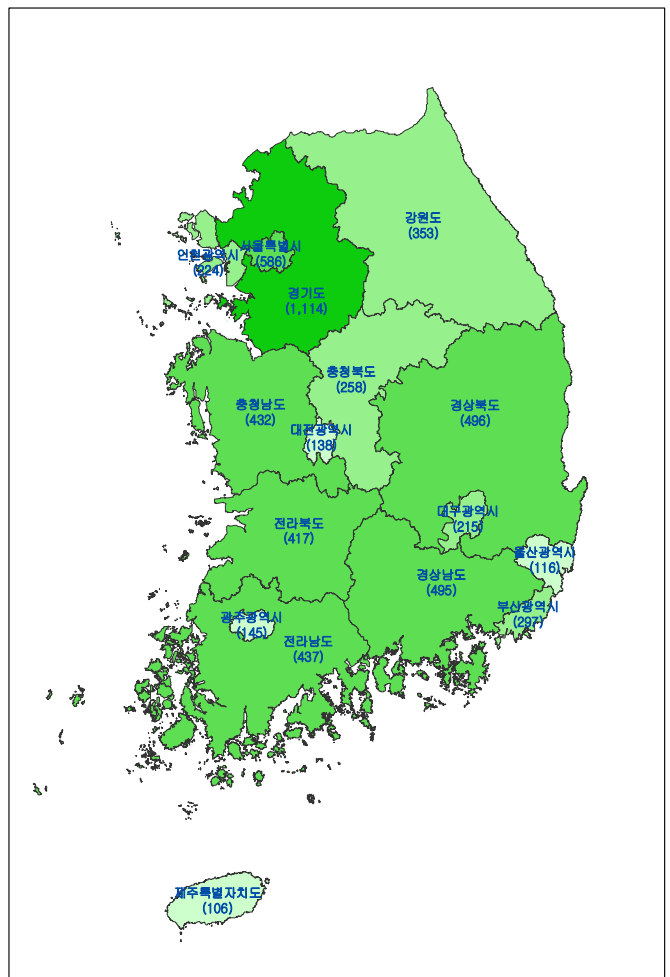 강원도
(353)
서울특별시
(586)
인천광역시
(224)
경기도
(1,114)
충청북도
(258)
충청남도
(432)
경상북도
(496)
대전광역시
(138)
대구광역시
(215)
전라북도
(417)
울산광역시
(116)
경상남도
(495)
부산광역시
(297)
광주광역시
(145)
전라남도
(437)
제주특별자치도
(106)